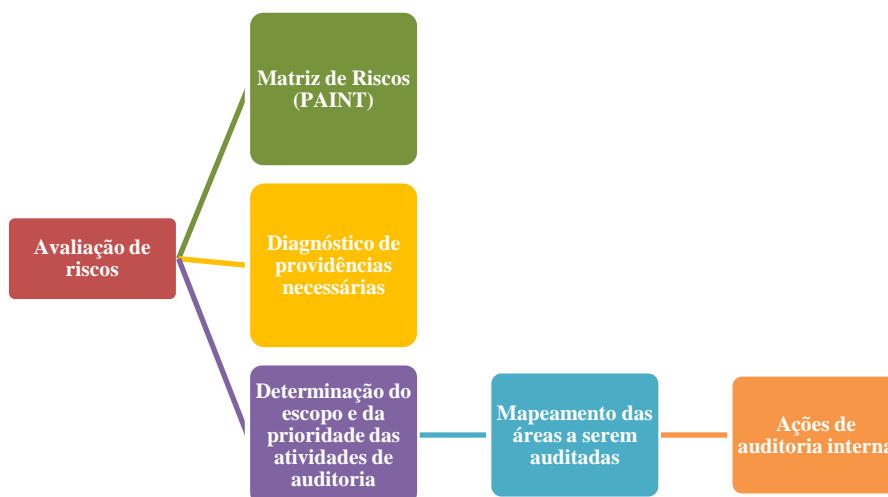 Matriz de Riscos
(PAINT)
Avaliação de
riscos
Diagnóstico de
providências
necessárias
Determinação do
escopo e da
prioridade das
atividades de
auditoria
Mapeamento das
áreas a serem
auditadas
Ações de
auditoria interna